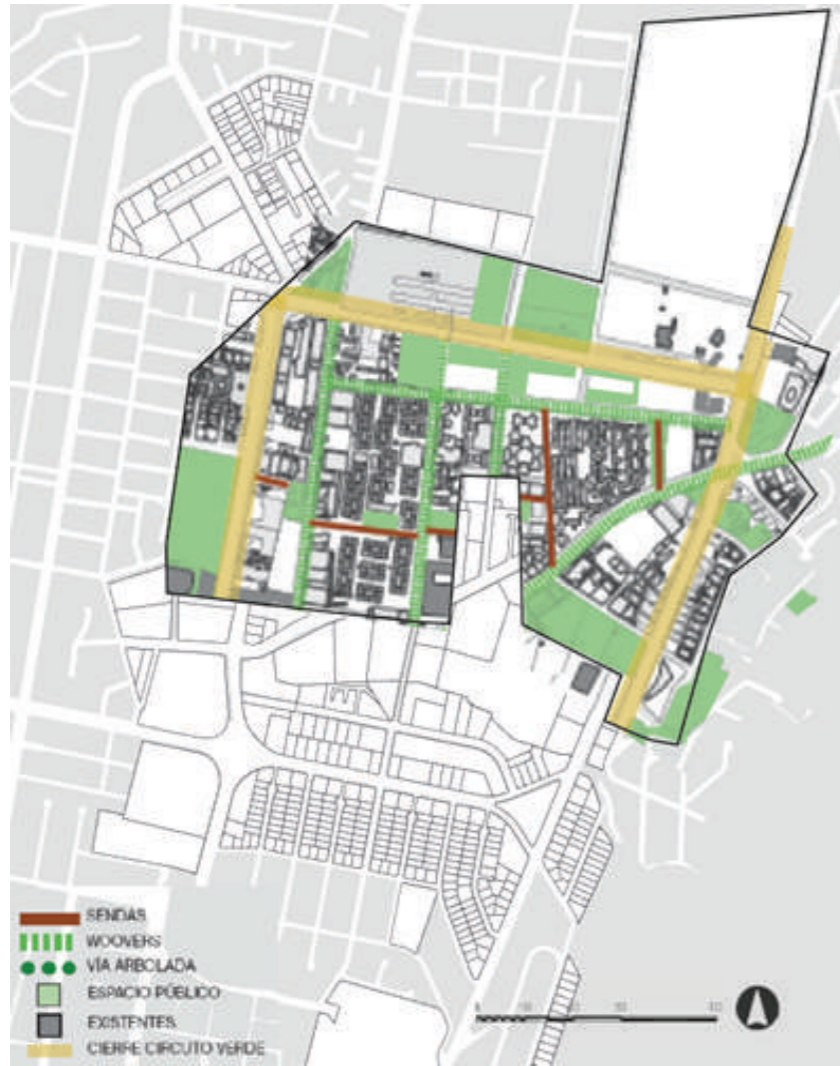 SENDAS
WOOVERS
VÍA ARBOLADA
ESPACIO PÚBLICO
EXISTENTES
CIERRE CIRCUTO VERDE